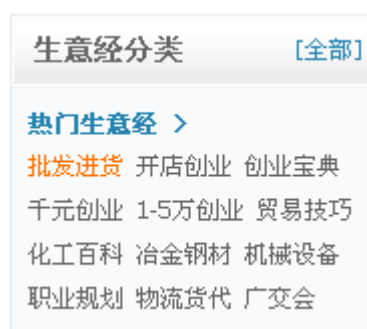 生意经分类 [全部]
热门生意经 >
批发进货 开店创业 创业宝典
千元创业 1-5万创业 贸易技巧
化工百科 冶金钢材 机械设备
职业规划 物流货代 广交会